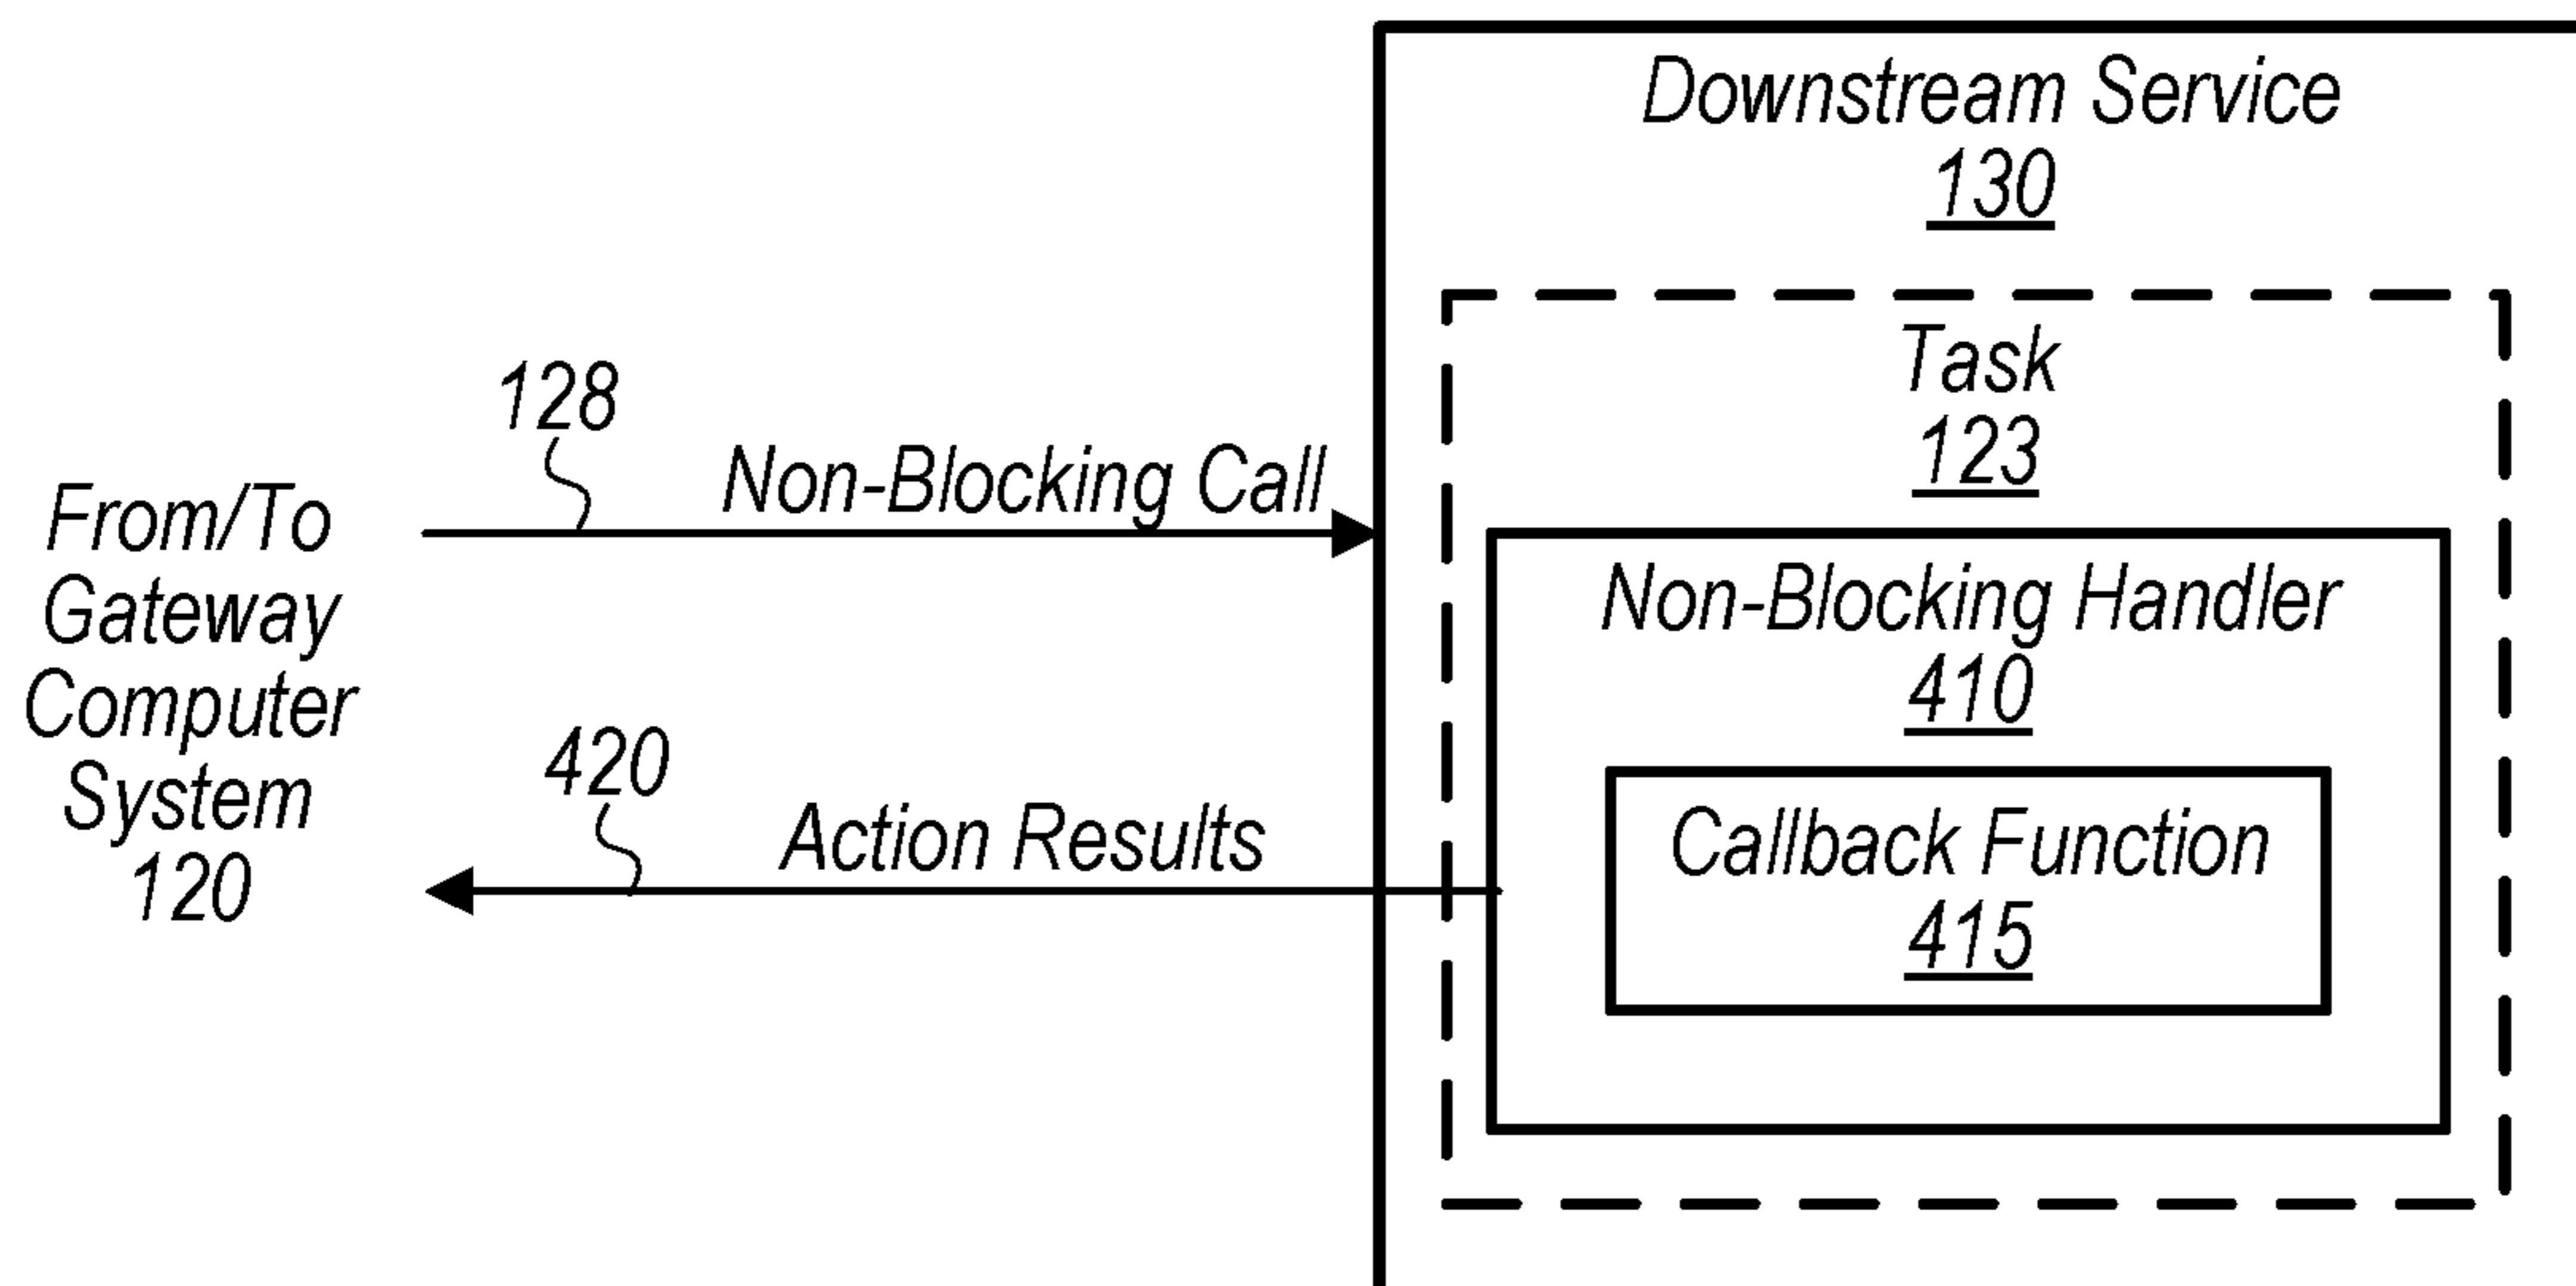 Downstream Service
130
Task
123
128
Non-Blocking Call
From/To
Gateway
Computer
System
120
Non-Blocking Handler
410
420
Action Results
Callback Function
415